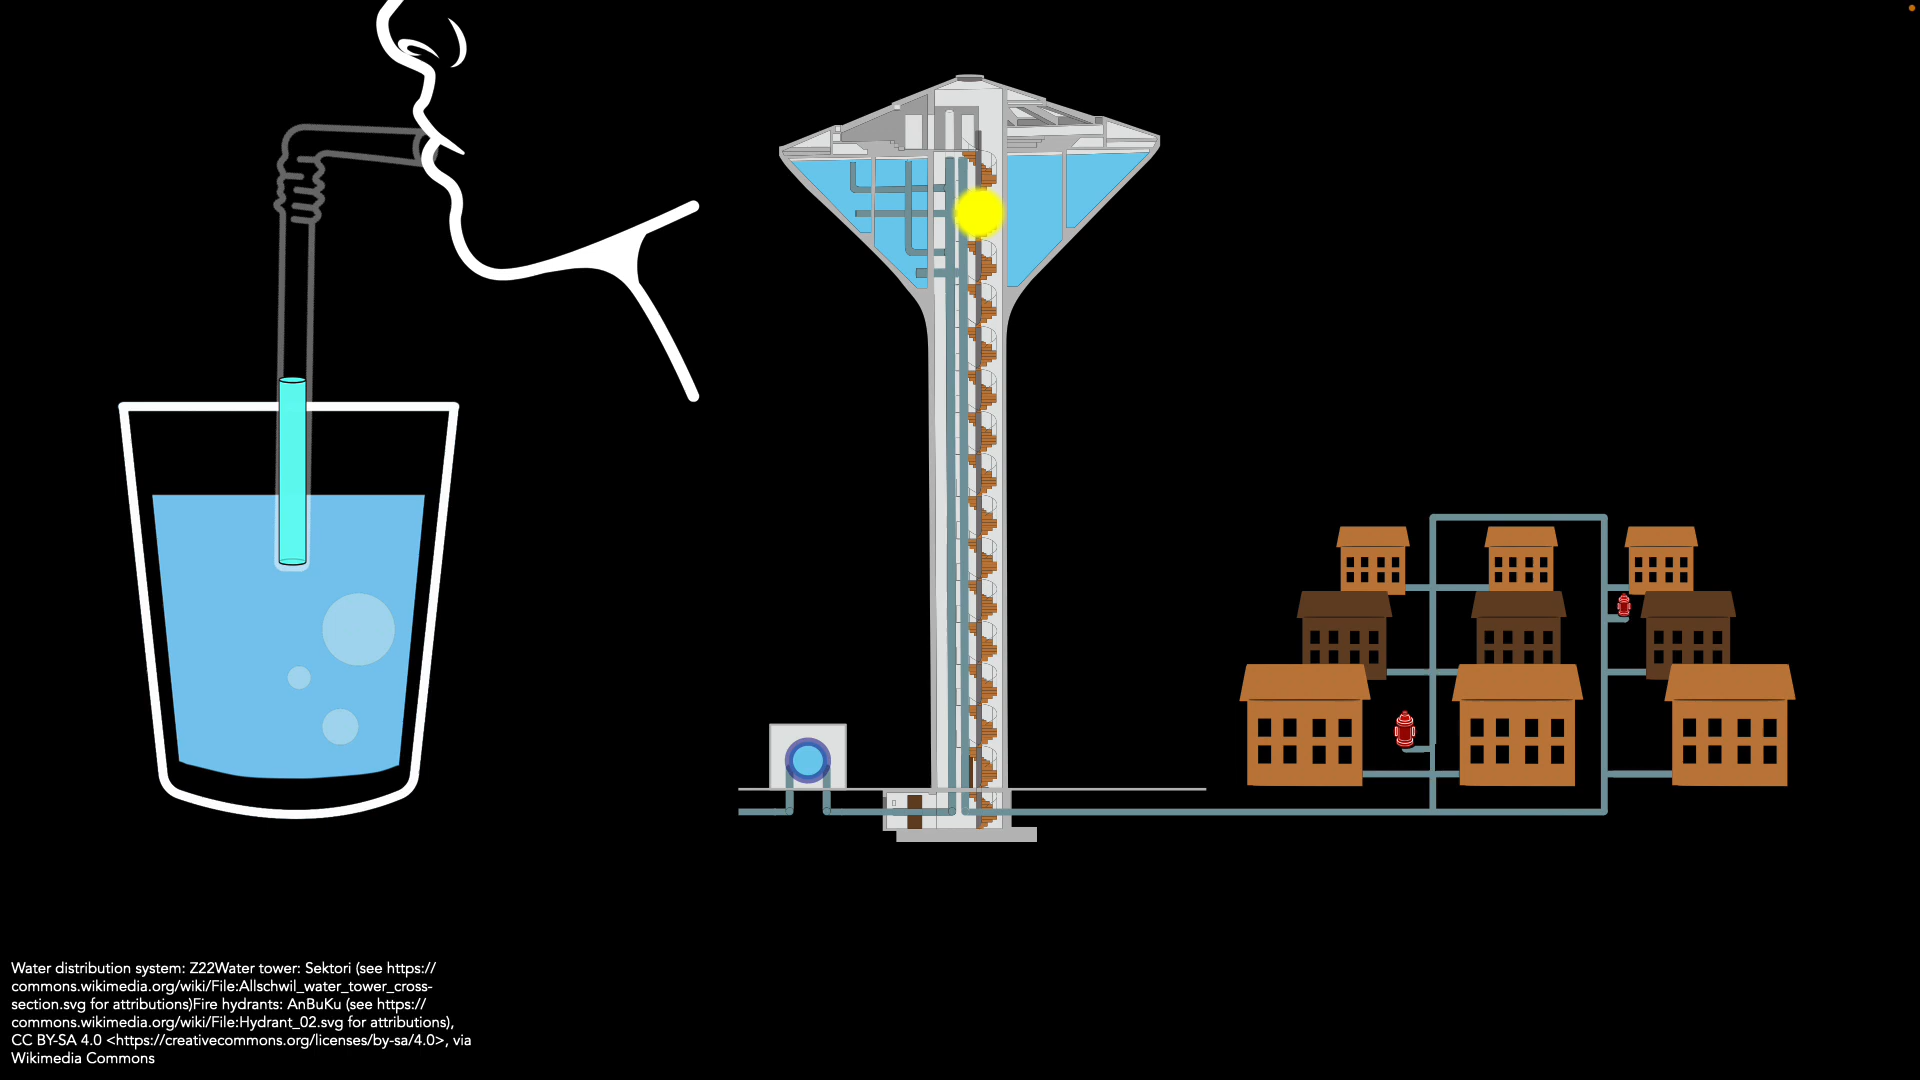 Water distribution system: Z22Water tower: Sektori (see https://
commons.wikimedia.org/wiki/File:Allschwil_water_tower_cross-
section.svg for attributions)Fire hydrants: AnBuKu (see https://
commons.wikimedia.org/wiki/File:Hydrant_02.svg for attributions),
CC BY-SA 4.0 <https://creativecommons.org/licenses/by-sa/4.0>, via
Wikimedia Commons